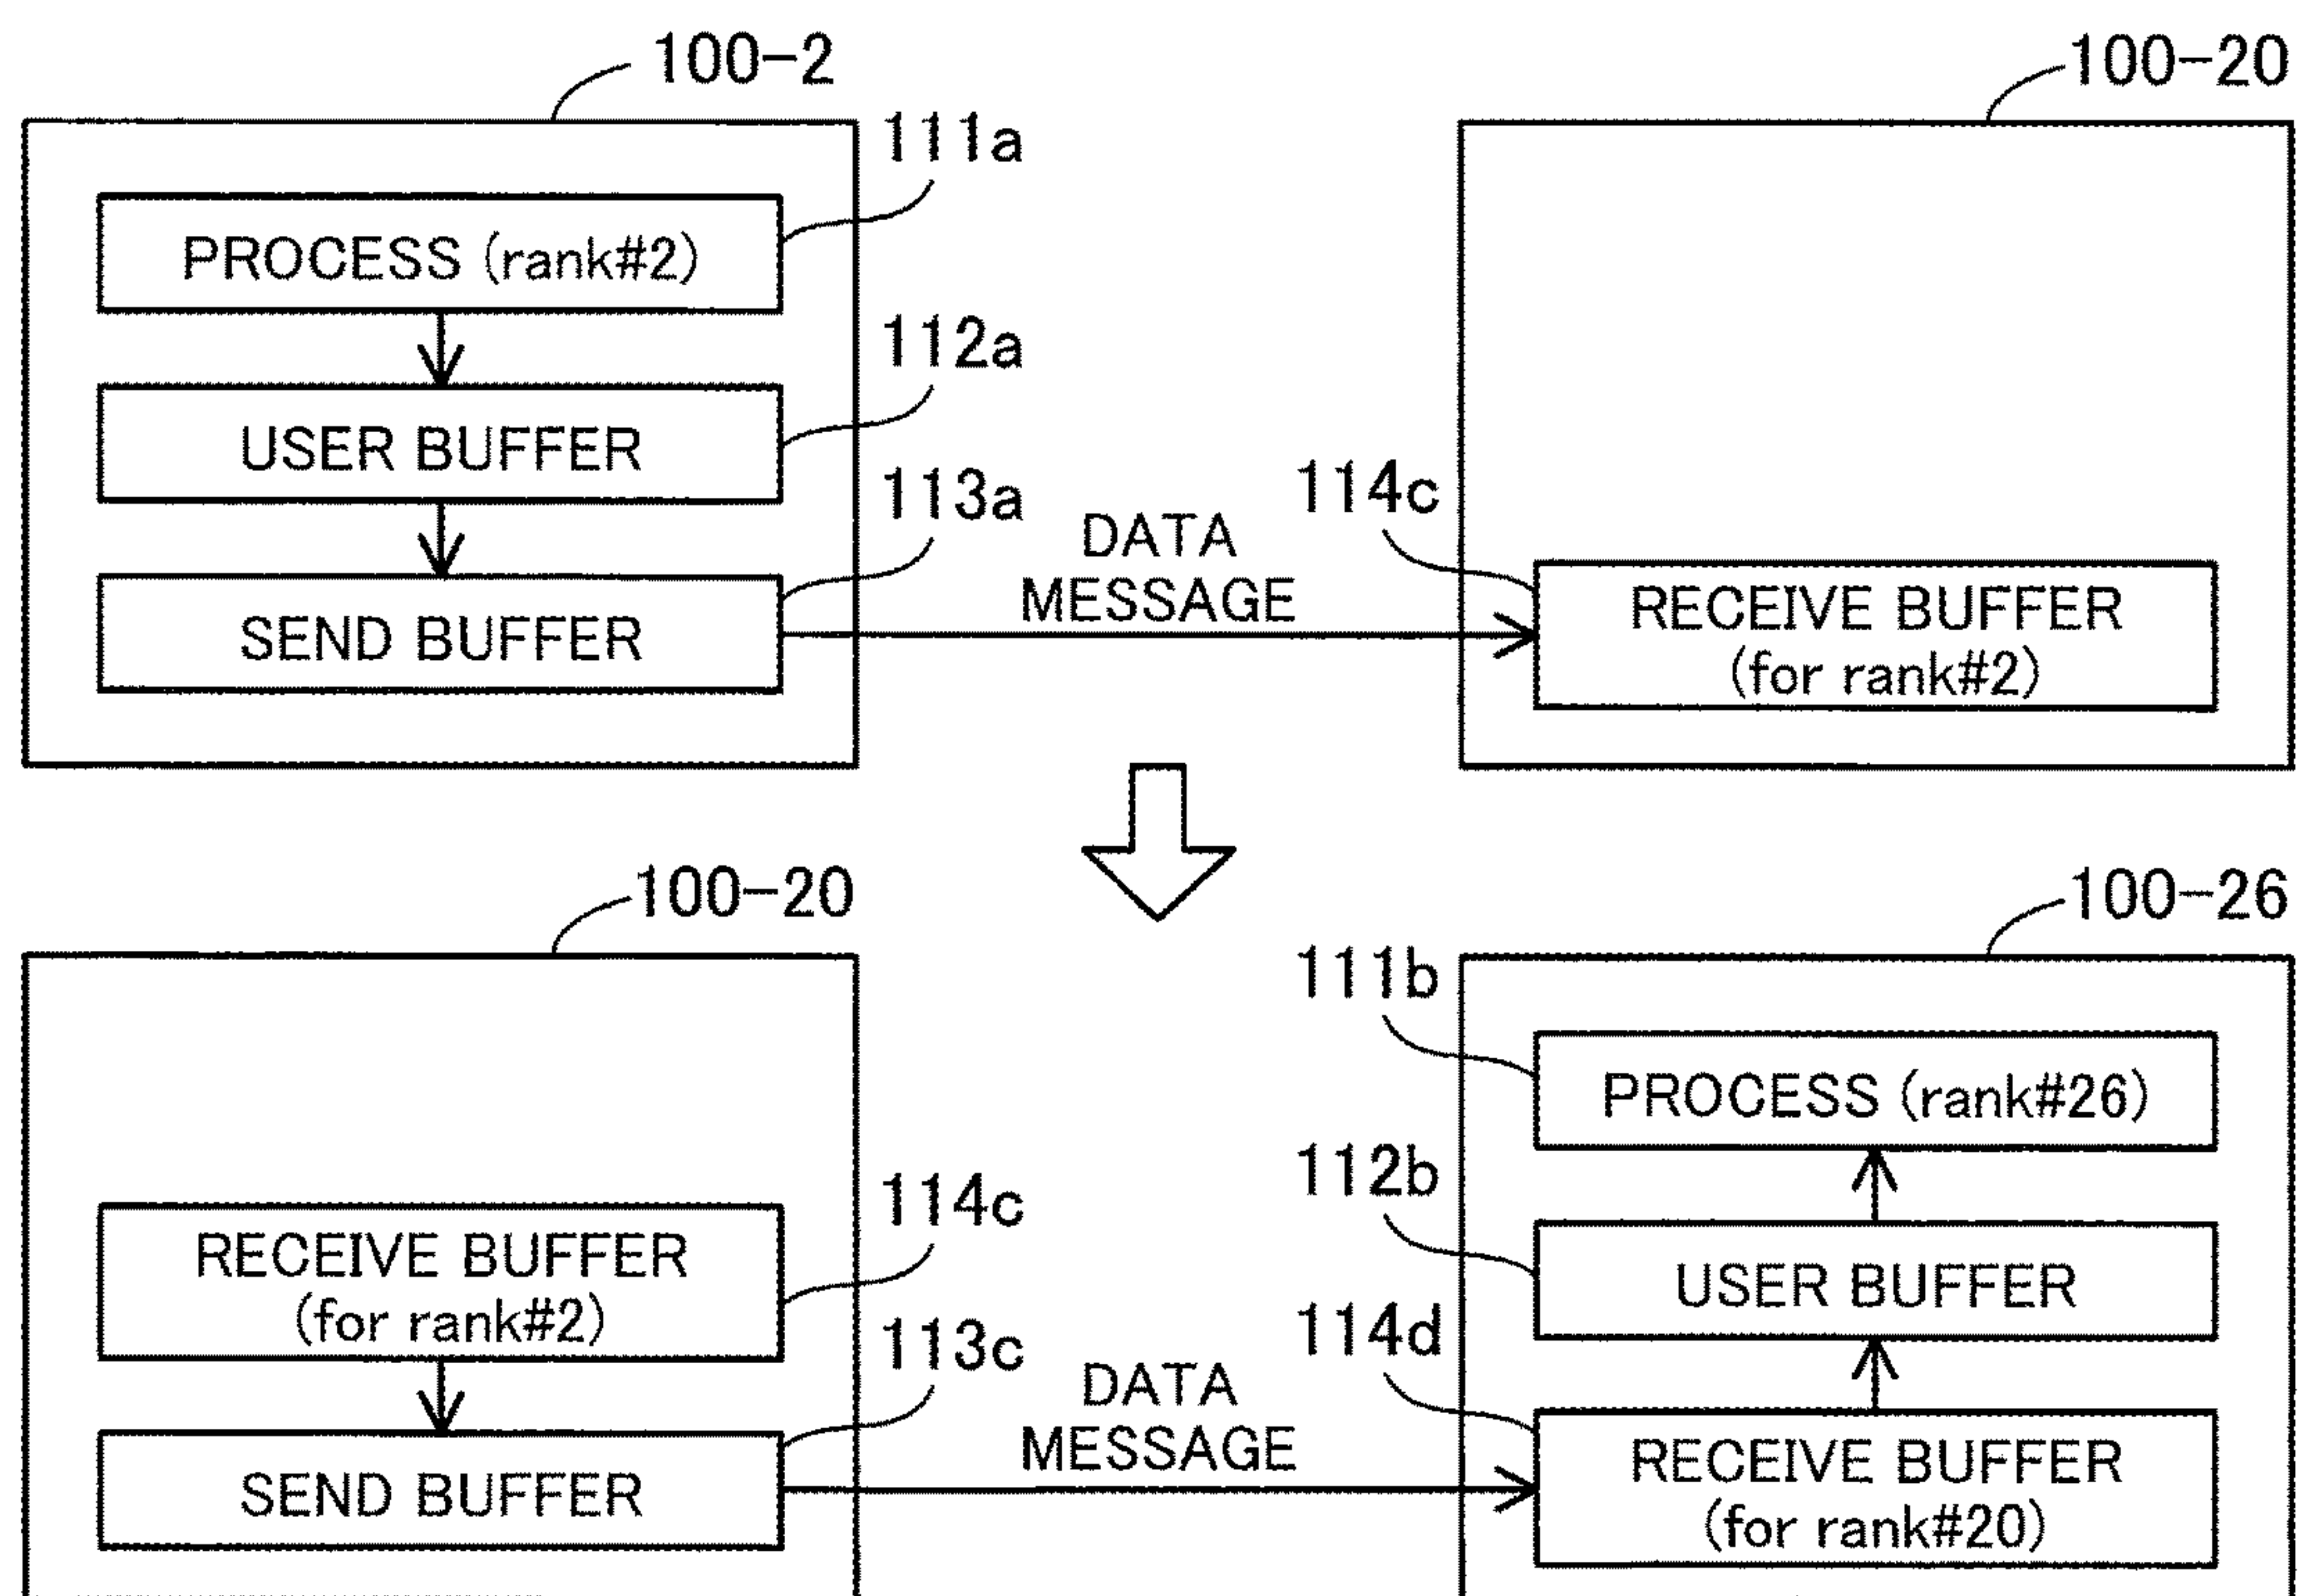 100-2
100-20
111a
PROCESS (rank#2)
112a
USER BUFFER
113a
DATA
MESSAGE
114c
SEND BUFFER
RECEIVE BUFFER
(for rank#2)
100-20
100-26
111b
PROCESS (rank#26)
114c
112b
RECEIVE BUFFER
(for rank#2)
USER BUFFER
113c
DATA
MESSAGE
114d
SEND BUFFER
RECEIVE BUFFER
(for rank#20)